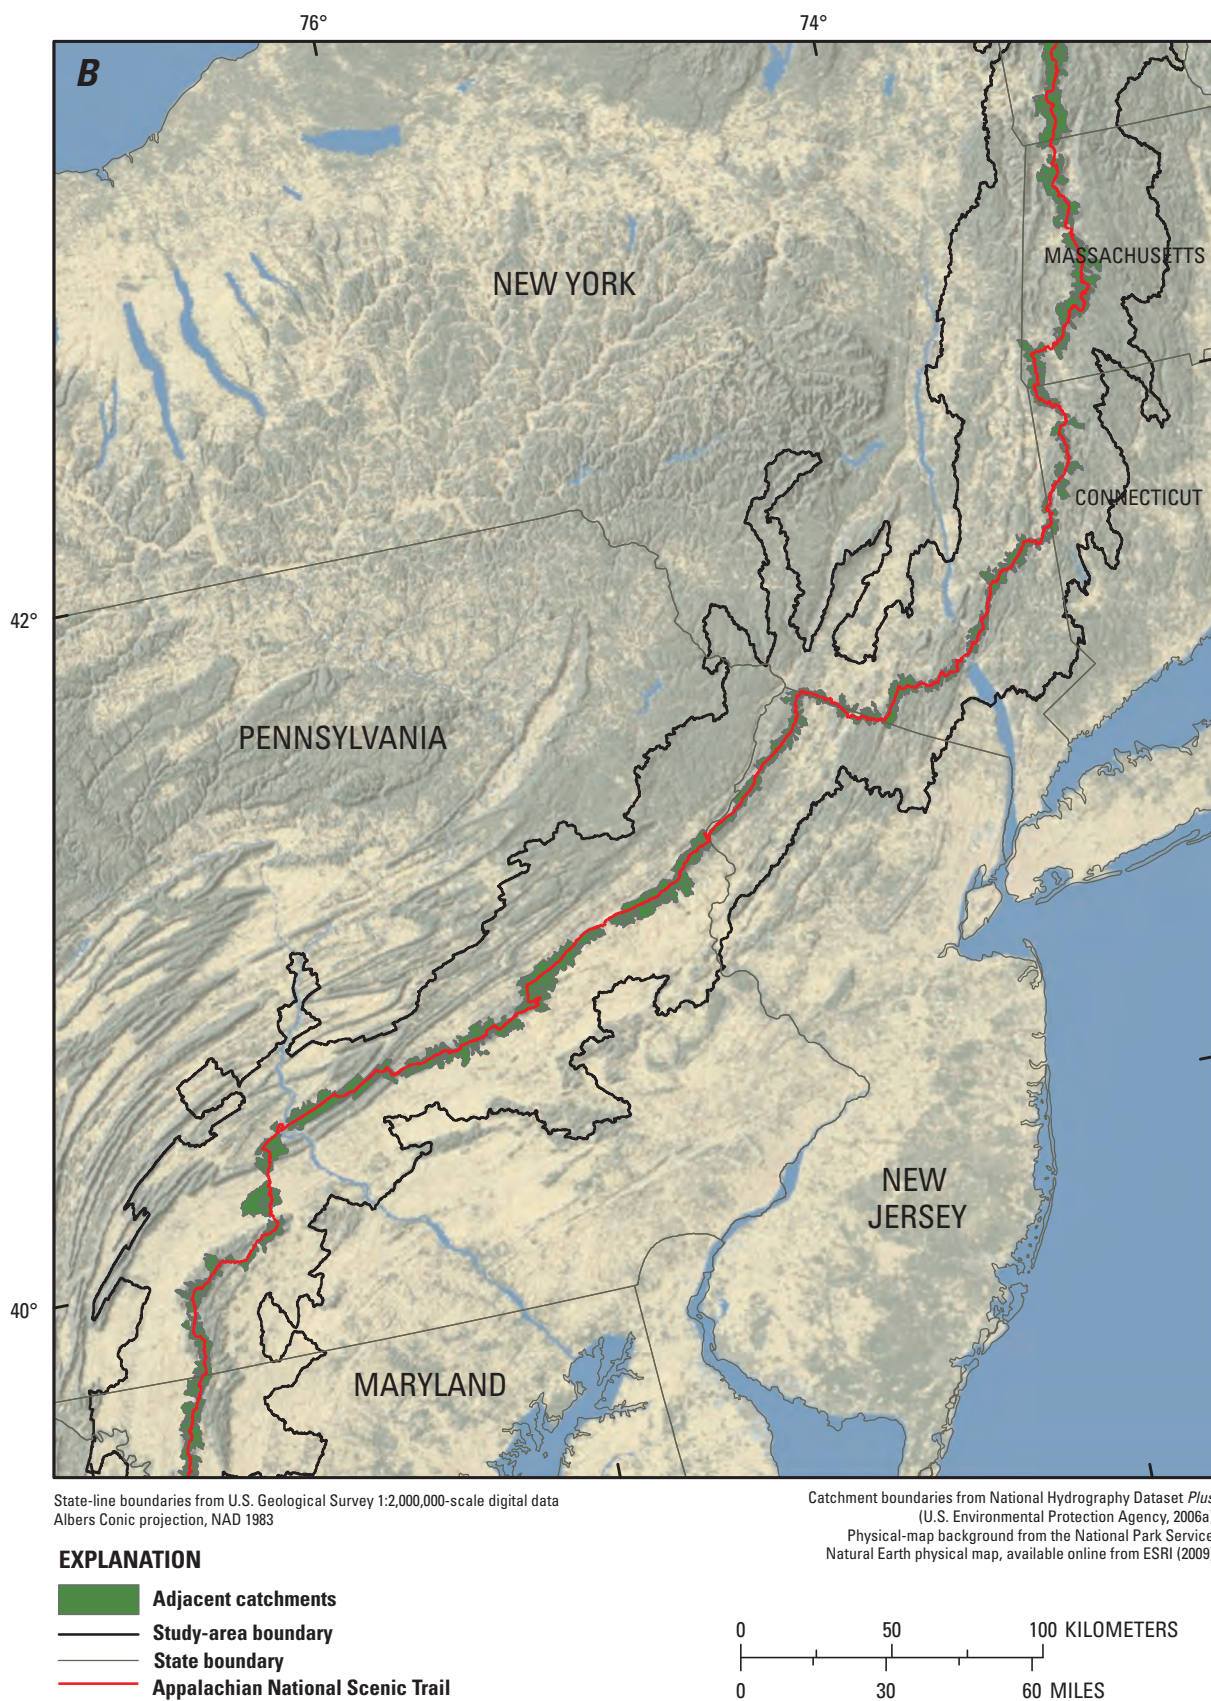 76°
74°
B
MASSACHUSETTS
NEW YORK
CONNECTICUT
42°
PENNSYLVANIA
NEW
JERSEY
40°
MARYLAND
State-line boundaries from U.S. Geological Survey 1:2,000,000-scale digital data
Albers Conic projection, NAD 1983
Catchment boundaries from National Hydrography Dataset Plus
(U.S. Environmental Protection Agency, 2006a)
Physical-map background from the National Park Service
Natural Earth physical map, available online from ESRI (2009)
EXPLANATION
Adjacent catchments
Study-area boundary
State boundary
Appalachian National Scenic Trail
0 50 100 KILOMETERS
0 30 60 MILES